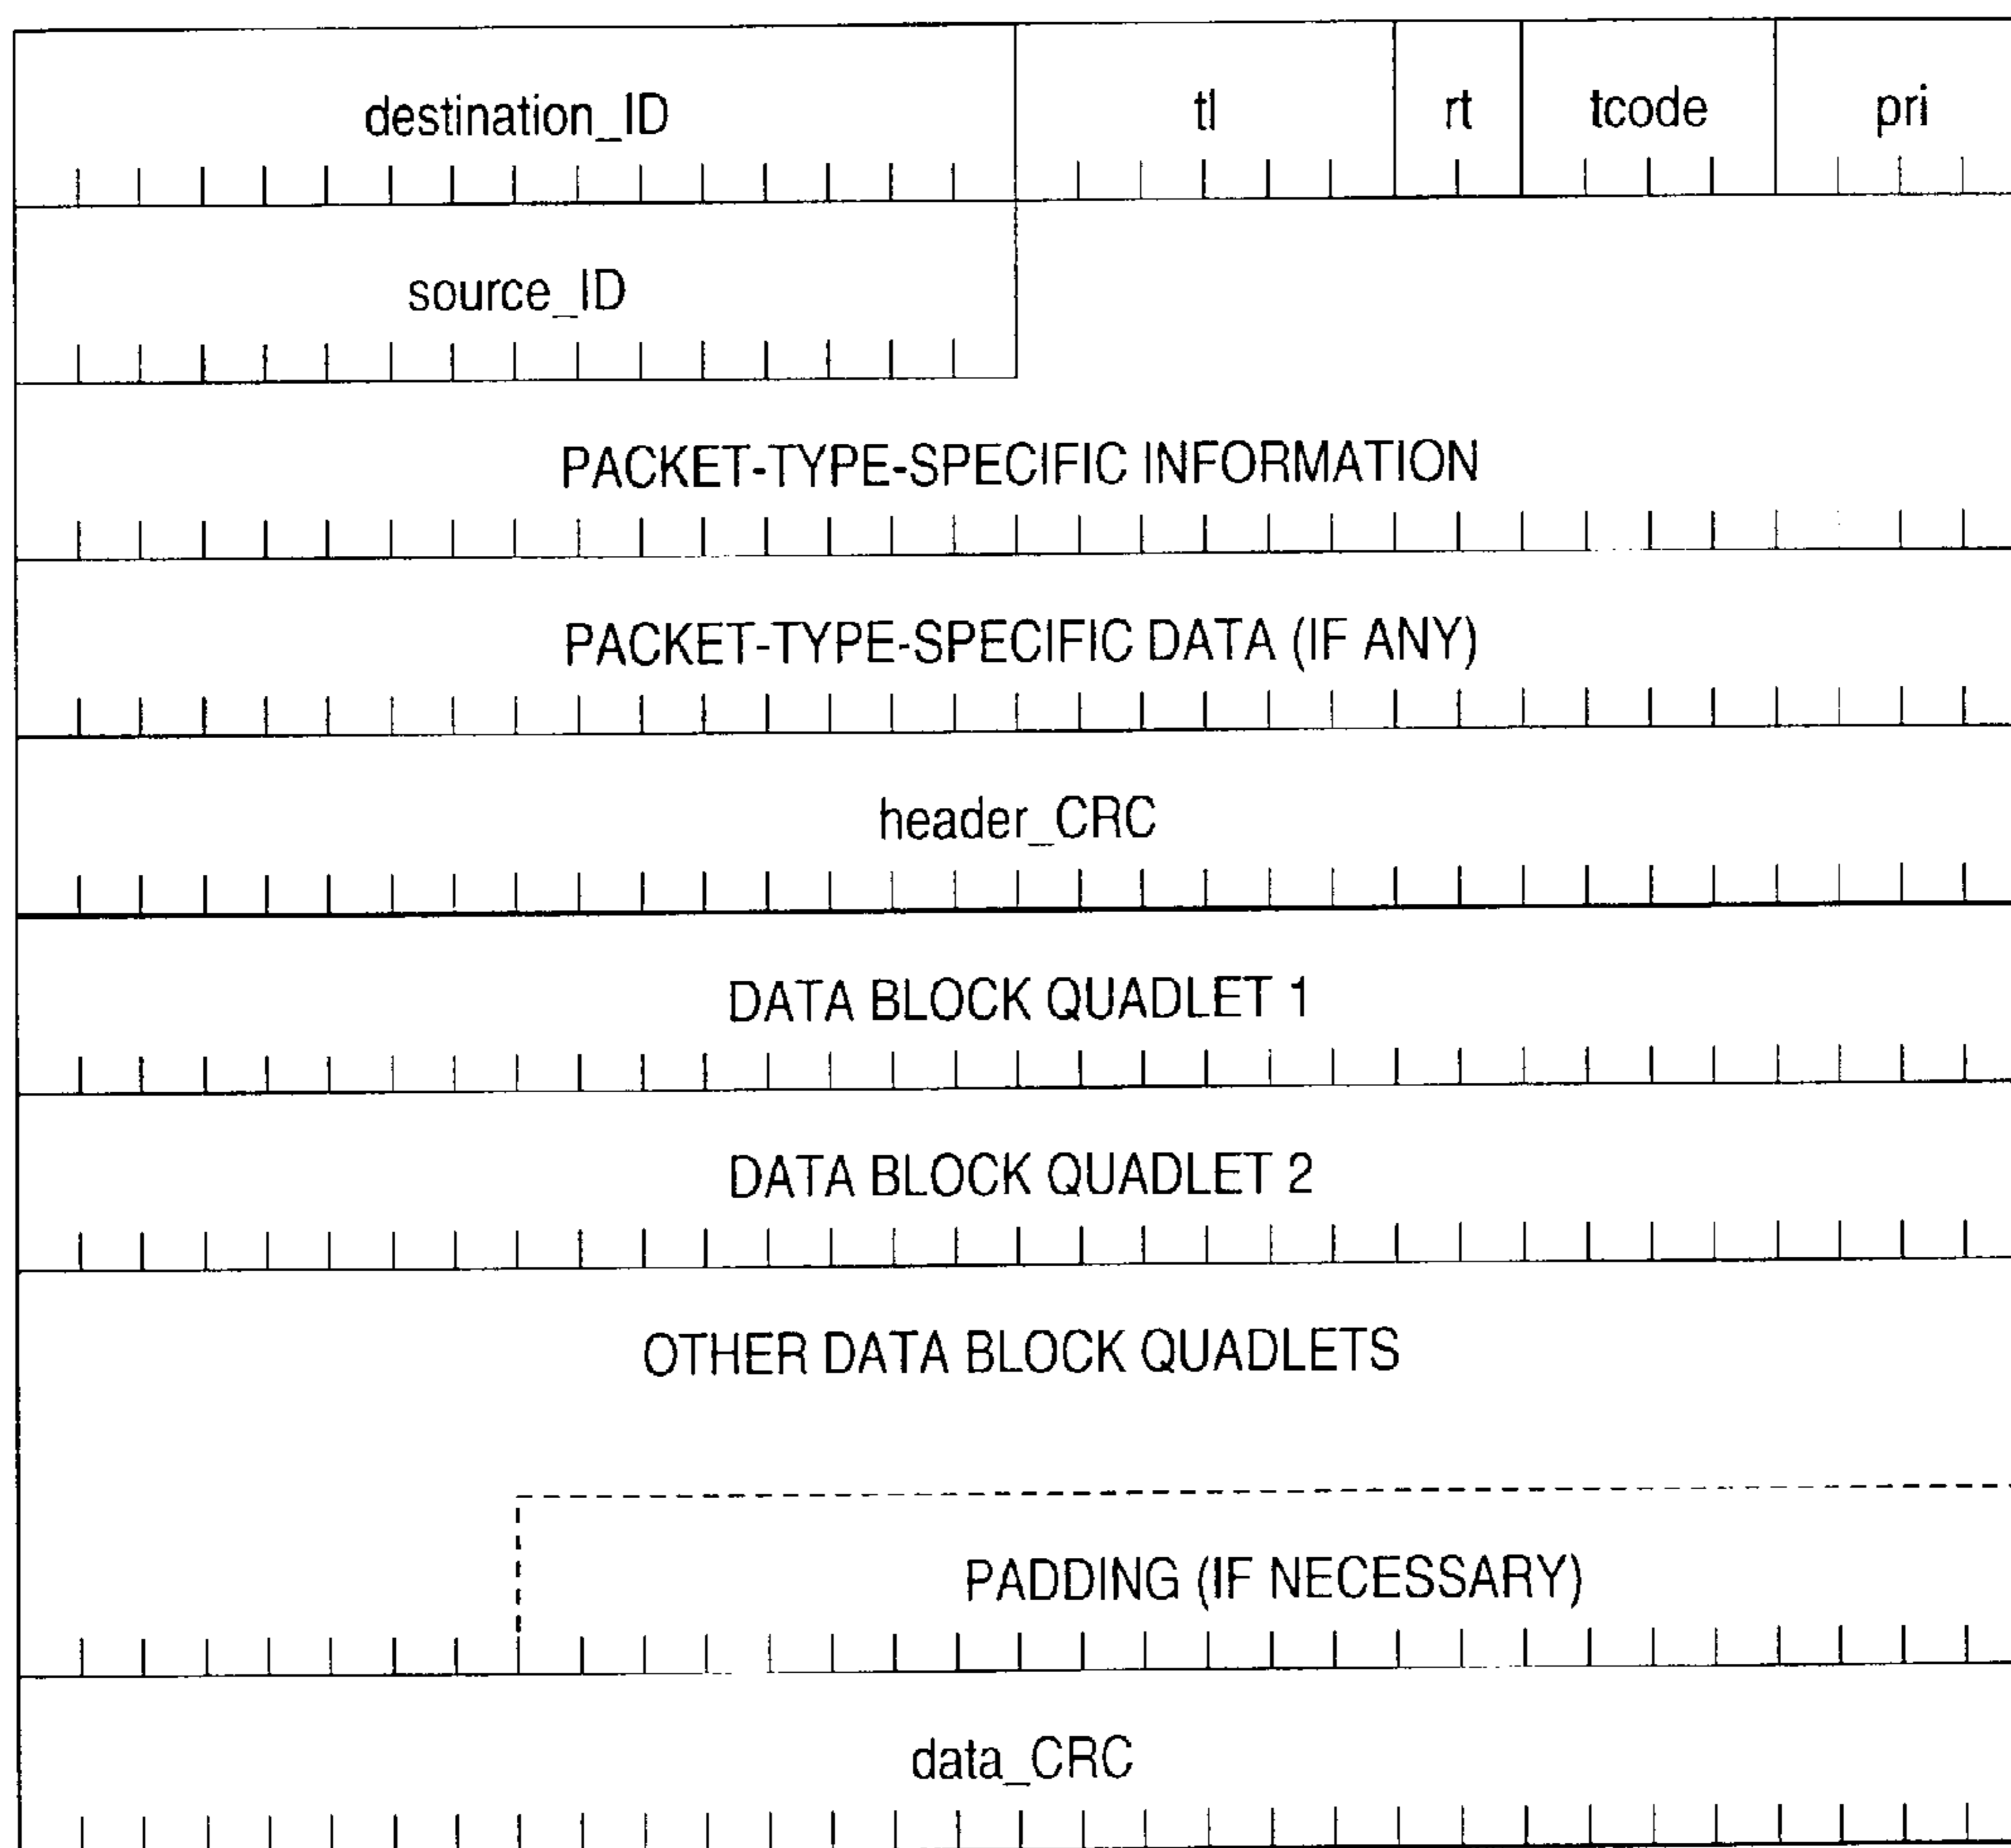 destination_ID tl rt tcode pri
source_ID
PACKET-TYPE-SPECIFIC INFORMATION
PACKET-TYPE-SPECIFIC DATA (IF ANY)
header_CRC
DATA BLOCK QUADLET 1
DATA BLOCK QUADLET 2
OTHER DATA BLOCK QUADLETS
PADDING (IF NECESSARY)
data_CRC